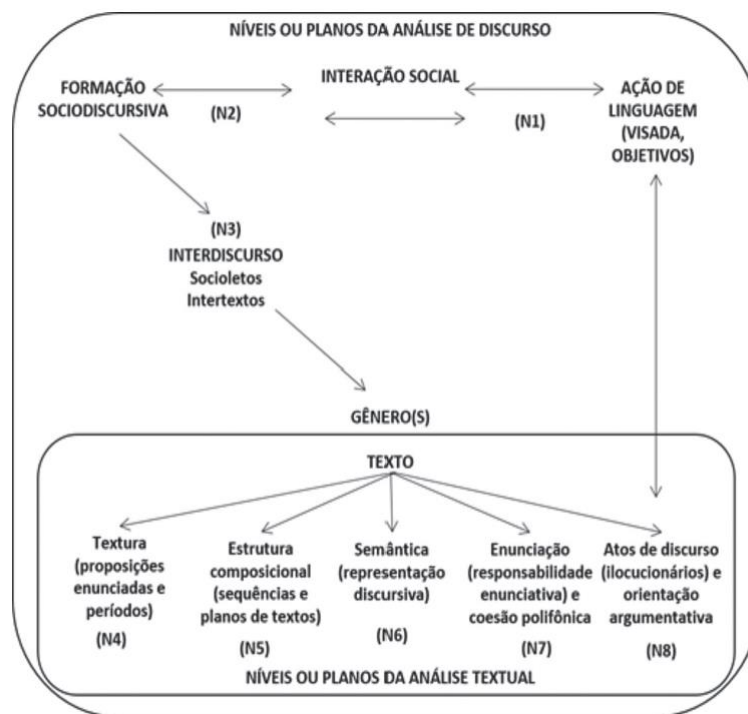 NÍVEIS OU PLANOS DA ANÁLISE DE DISCURSO
INTERAÇÃO SOCIAL
FORMAÇÃO
SOCIODISCURSIVA
(N2)
(N1)
AÇÃO DE
LINGUAGEM
(VISADA,
OBJETIVOS)
(N3)
INTERDISCURSO
Socioletos
Intertextos
GÊNERO(S)
TEXTO
Textura
(proposições
enunciadas e
períodos)
(N4)
Estrutura
composicional
(sequências e
planos de textos)
(N5)
Semântica
(representação
discursiva)
(N6)
Enunciação
(responsabilidade
enunciativa) e
coesão polifônica
(N7)
Atos de discurso
(ilocucionários) e
orientação
argumentativa
(N8)
NÍVEIS OU PLANOS DA ANÁLISE TEXTUAL